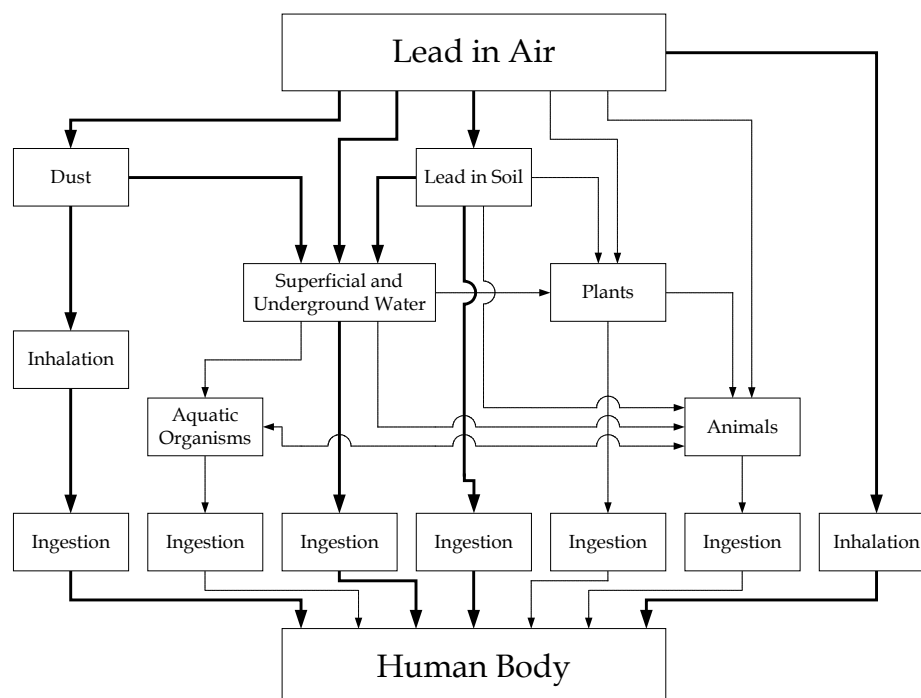 Lead in Air
Dust
Lead in Soil
Superficial and
Underground Water
Plants
Inhalation
Aquatic
Organisms
Animals
Ingestion
Ingestion
Ingestion
Ingestion
Ingestion
Ingestion
Inhalation
Human Body